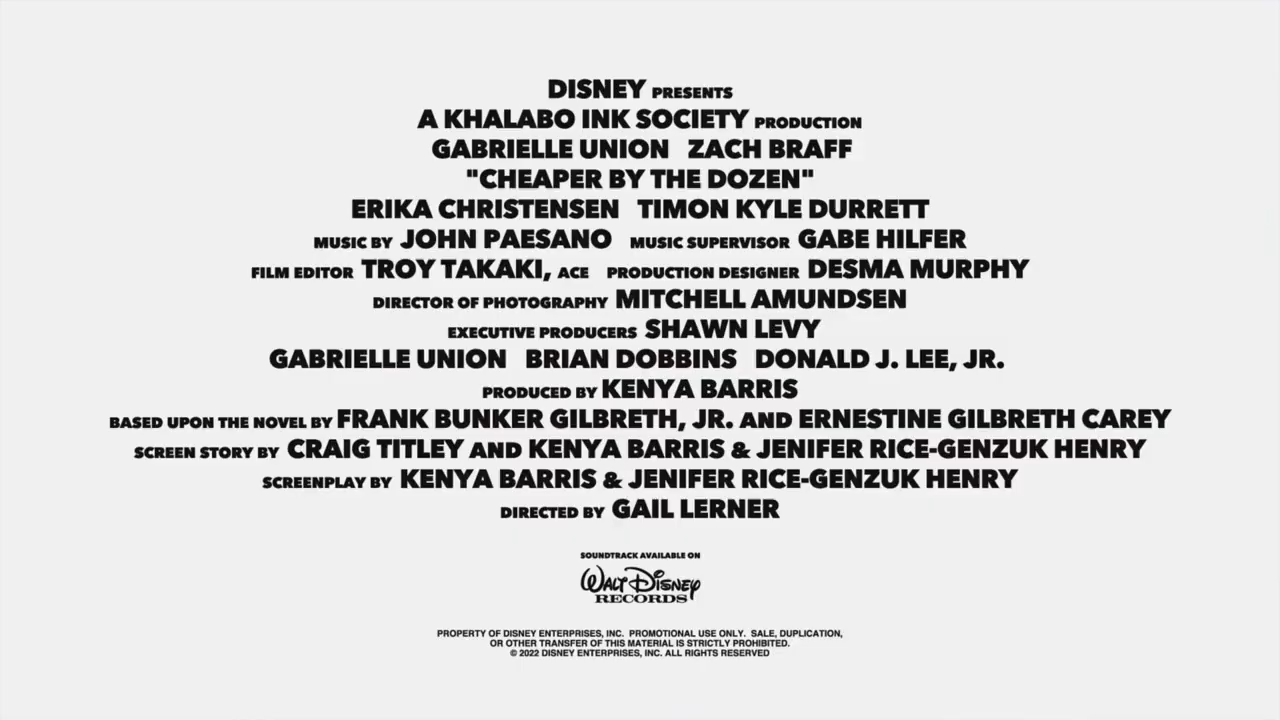 DISNEY PRESENTS
A KHALABO INK SOCIETY PRODUCTION
GABRIELLE UNION ZACH BRAFF
"CHEAPER BY THE DOZEN"
ERIKA CHRISTENSEN TIMON KYLE DURRETT
MUSIC BY JOHN PAESANO MUSIC SUPERVISOR GABE HILFER
FILM EDITOR TROY TAKAKI, ACE PRODUCTION DESIGNER DESMA MURPHY
DIRECTOR OF PHOTOGRAPHY MITCHELL AMUNDSEN
EXECUTIVE PRODUCERS SHAWN LEVY
GABRIELLE UNION BRIAN DOBBINS DONALD J. LEE, JR.
PRODUCED BY KENYA BARRIS
BASED UPON THE NOVEL BY FRANK BUNKER GILBRETH, JR. AND ERNESTINE GILBRETH CAREY
SCREEN STORY BY CRAIG TITLEY AND KENYA BARRIS & JENIFER RICE-GENZUK HENRY
SCREENPLAY BY KENYA BARRIS & JENIFER RICE-GENZUK HENRY
DIRECTED BY GAIL LERNER
SOUNDTRACK AVAILABLE ON
WALT DISNEY
RECORDS
PROPERTY OF DISNEY ENTERPRISES, INC. PROMOTIONAL USE ONLY. SALE, DUPLICATION,
OR OTHER TRANSFER OF THIS MATERIAL IS STRICTLY PROHIBITED.
© 2022 DISNEY ENTERPRISES, INC. ALL RIGHTS RESERVED